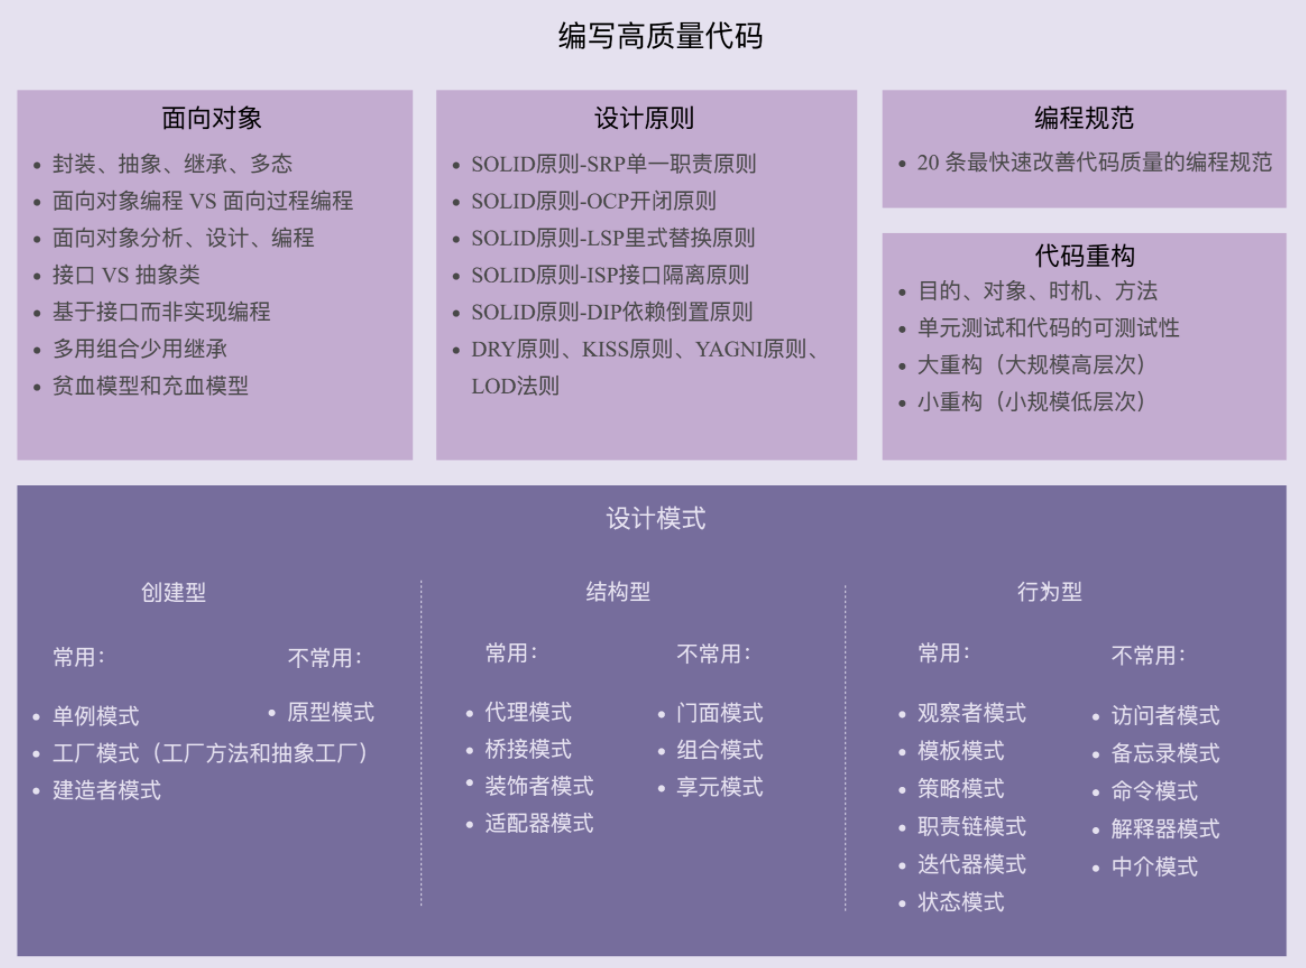 编写高质量代码
面向对象
封装、抽象、继承、多态
面向对象编程 VS 面向过程编程
面向对象分析、设计、编程
接口 VS 抽象类
基于接口而非实现编程
多用组合少用继承
贫血模型和充血模型
设计原则
SOLID原则-SRP单一职责原则
SOLID原则-OCP开闭原则
SOLID原则-LSP里式替换原则
SOLID原则-ISP接口隔离原则
SOLID原则-DIP依赖倒置原则
DRY原则、KISS原则、YAGNI原则、
LOD法则
编程规范
20 条最快速改善代码质量的编程规范
代码重构
目的、对象、时机、方法
单元测试和代码的可测试性
大重构（大规模高层次）
小重构（小规模低层次）
设计模式
创建型
常用：
单例模式
工厂模式（工厂方法和抽象工厂）
建造者模式
不常用：
原型模式
结构型
常用：
代理模式
桥接模式
装饰者模式
适配器模式
不常用：
门面模式
组合模式
享元模式
行为型
常用：
观察者模式
模板模式
策略模式
职责链模式
迭代器模式
状态模式
不常用：
访问者模式
备忘录模式
命令模式
解释器模式
中介模式